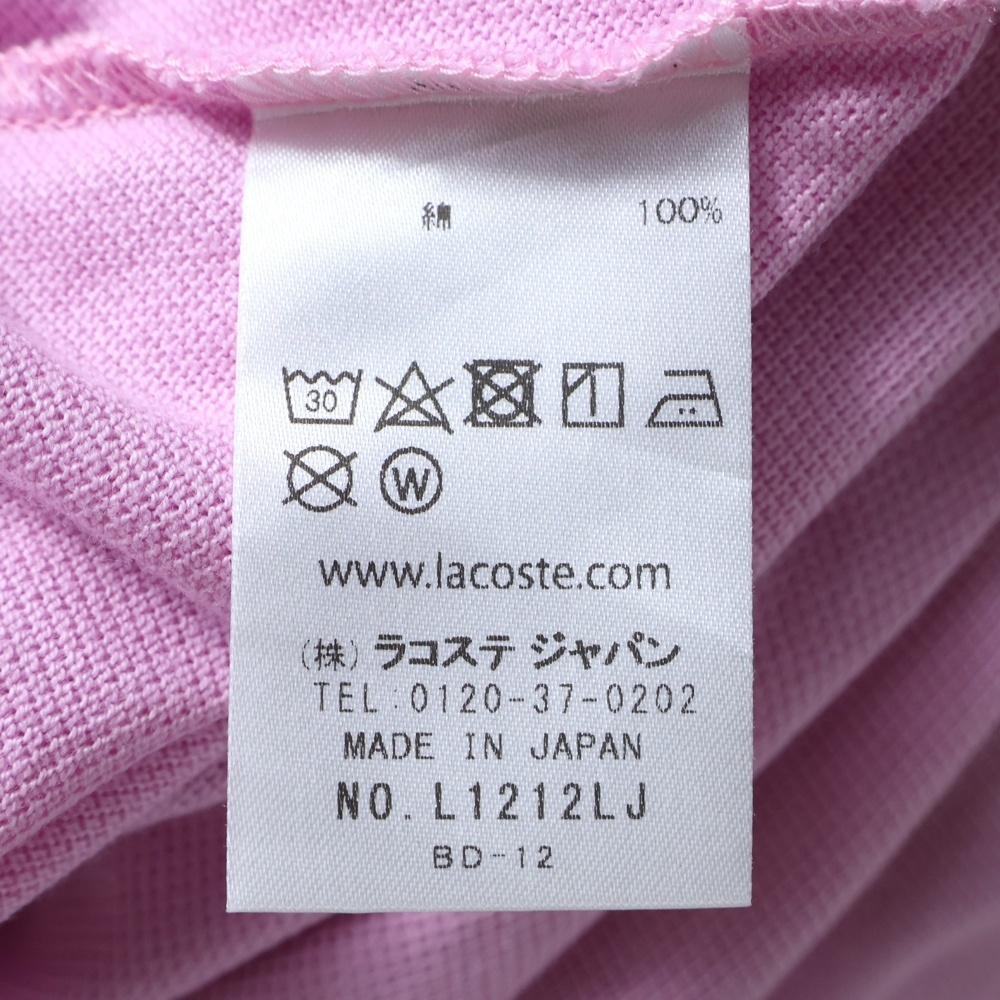 綿 100%
30
W
www.lacoste.com
(株) ラコステ ジャパン
TEL:0120-37-0202
MADE IN JAPAN
NO. L1212LJ
BD-12